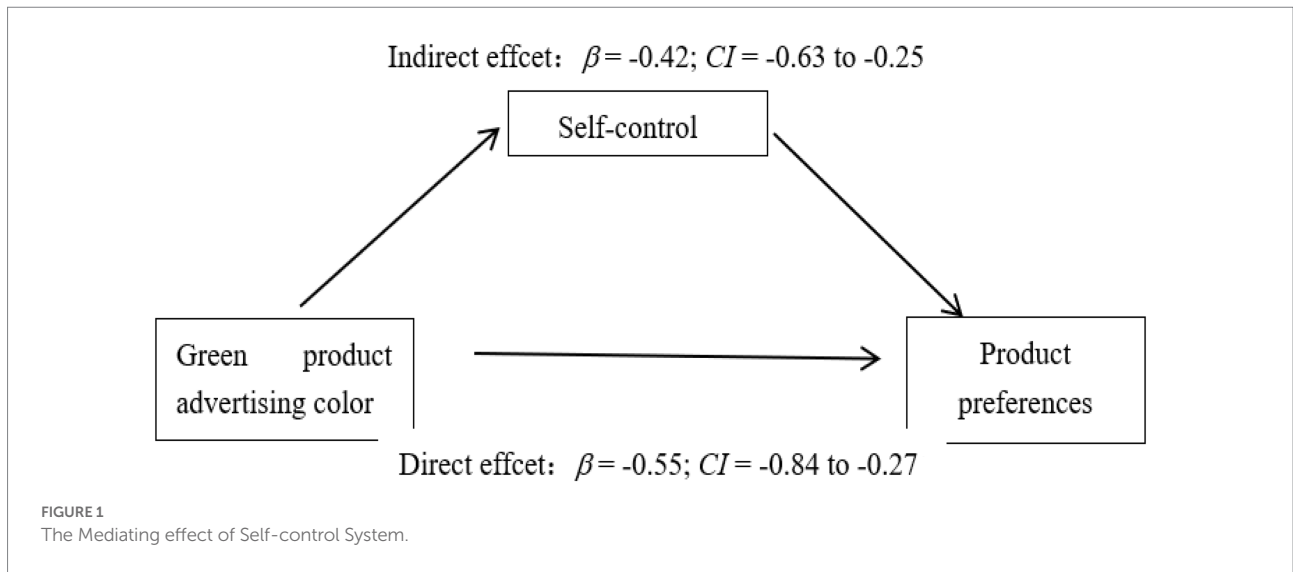 Indirect effcet：β = -0.42; CI = -0.63 to -0.25
Self-control
Green product
advertising color
Product
preferences
Direct effcet：β = -0.55; CI = -0.84 to -0.27
FIGURE 1
The Mediating effect of Self-control System.